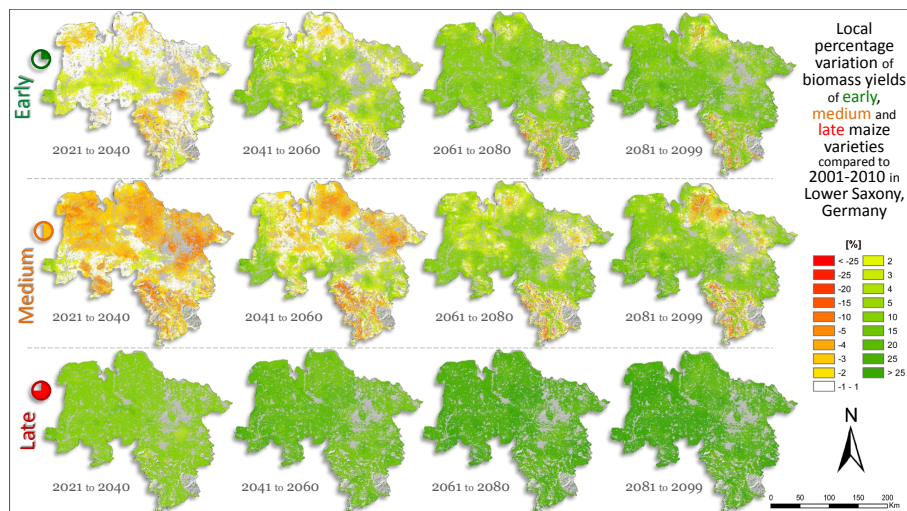 Early
2021 to 2040
2041 to 2060
2061 to 2080
2081 to 2099
Medium
2021 to 2040
2041 to 2060
2061 to 2080
2081 to 2099
Late
2021 to 2040
2041 to 2060
2061 to 2080
2081 to 2099
Local
percentage
variation of
biomass yields
of early,
medium and
late maize
varieties
compared to
2001-2010 in
Lower Saxony,
Germany
[%]
< -25
-25
-20
-15
-10
-5
-4
-3
-2
-1 - 1
2
3
4
5
10
15
20
25
> 25
N
0 50 100 150 200
Km